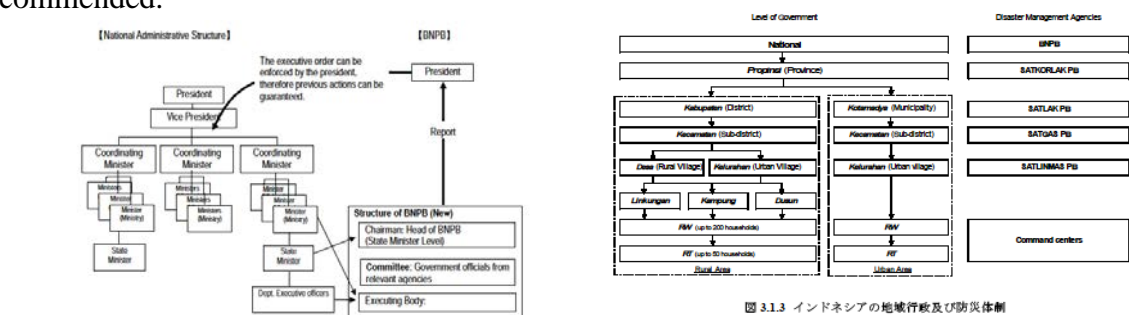 commended.
【National Administrative Structure】
【BNPB】
The executive order can be
enforced by the president,
therefore previous actions can be
guaranteed.
President
President
Vice President
Report
Coordinating
Minister
Coordinating
Minister
Coordinating
Minister
Ministers
Minister
Minister
(Ministry)
Ministers
Ministers
Ministers
(Ministry)
Minister
Minister
Minister
(Ministry)
State
Minister
State
Minister
Dept. Executive officers
Structure of BNPB (New)
Chairman: Head of BNPB
(State Minister Level)
Committee: Government officials from
relevant agencies
Executing Body:
Level of Government
Disaster Management Agencies
National
BNPB
Propinsi (Province)
SATKORLAK PB
Kabupaten (District)
Kotamadya (Municipality)
SATLAK PB
Kecamatan (Sub-district)
Kecamatan (Sub-district)
SATGAS PB
Desa (Rural Village)
Kelurahan (Urban Village)
Kelurahan (Urban village)
SATLINMAS PB
Linkungan
Kampung
Dusun
RW (up to 200 households)
RW
Command centers
RT (up to 50 households)
RT
Rural Area
Urban Area
図 3.1.3 インドネシアの地域行政及び防災体制